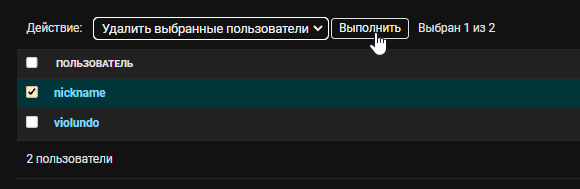 Действие: Удалить выбранные пользователи Выполнить Выбран 1 из 2
ПОЛЬЗОВАТЕЛЬ
nickname
violundo
2 пользователи